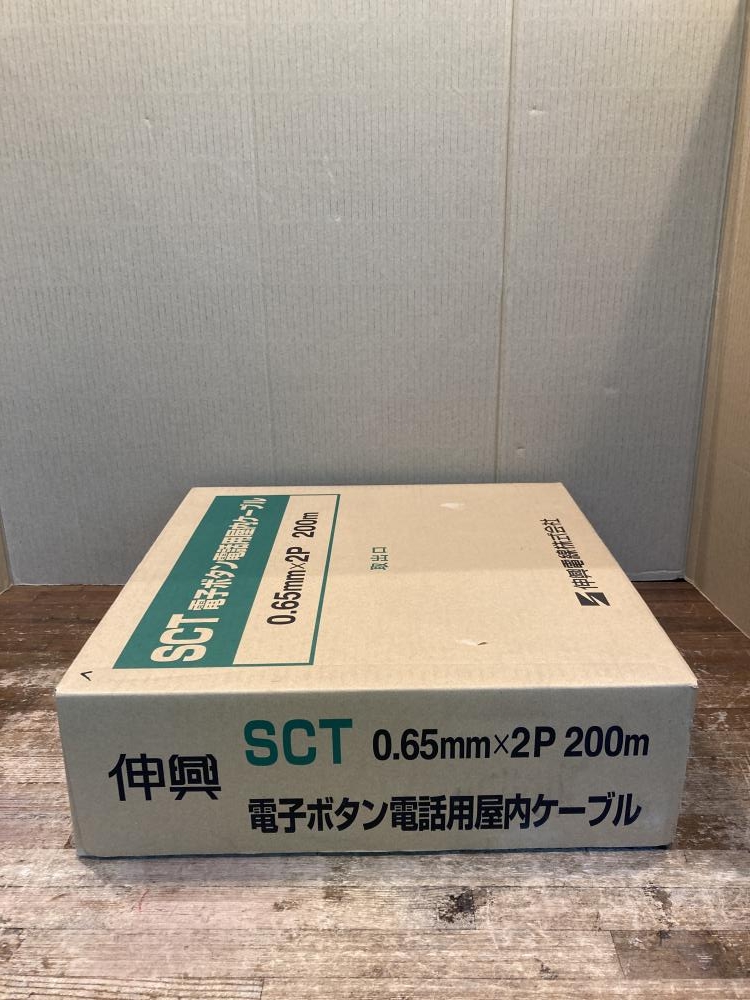 SCT 電子ボタン電話用屋内ケーブル
0.65mm×2P 200m
取出口
伸興電線株式会社
伸興
SCT 0.65mm×2P 200m
電子ボタン電話用屋内ケーブル